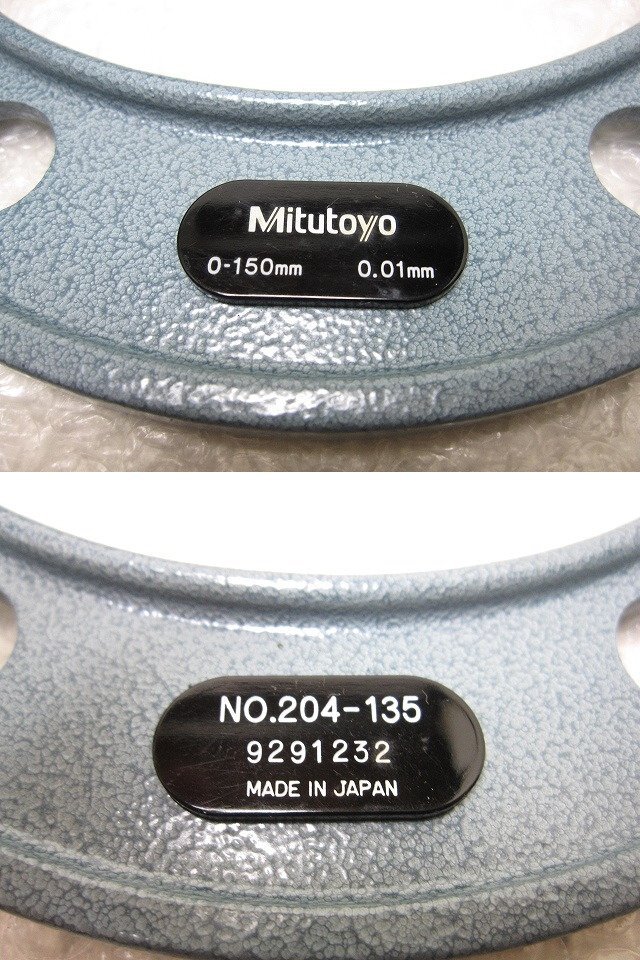 Mitutoyo
0-150mm 0.01mm
NO.204-135
9291232
MADE IN JAPAN